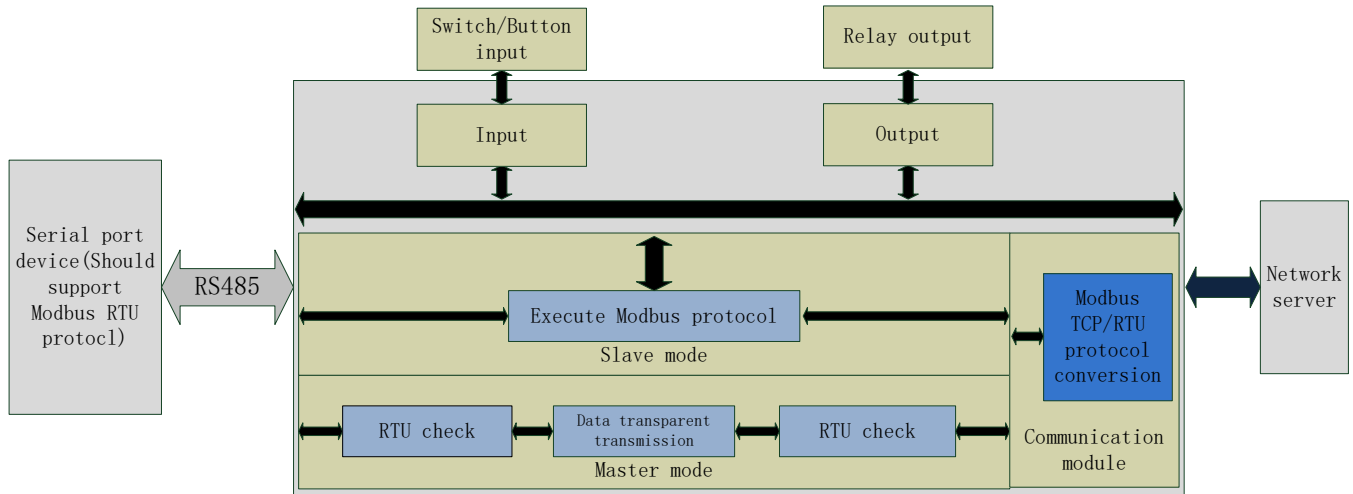 Switch/Button
input
Relay output
Input
Output
Serial port
device(Should
support
Modbus RTU
protocl)
RS485
Execute Modbus protocol
Slave mode
Modbus
TCP/RTU
protocol
conversion
Network
server
RTU check
Data transparent
transmission
RTU check
Master mode
Communication
module